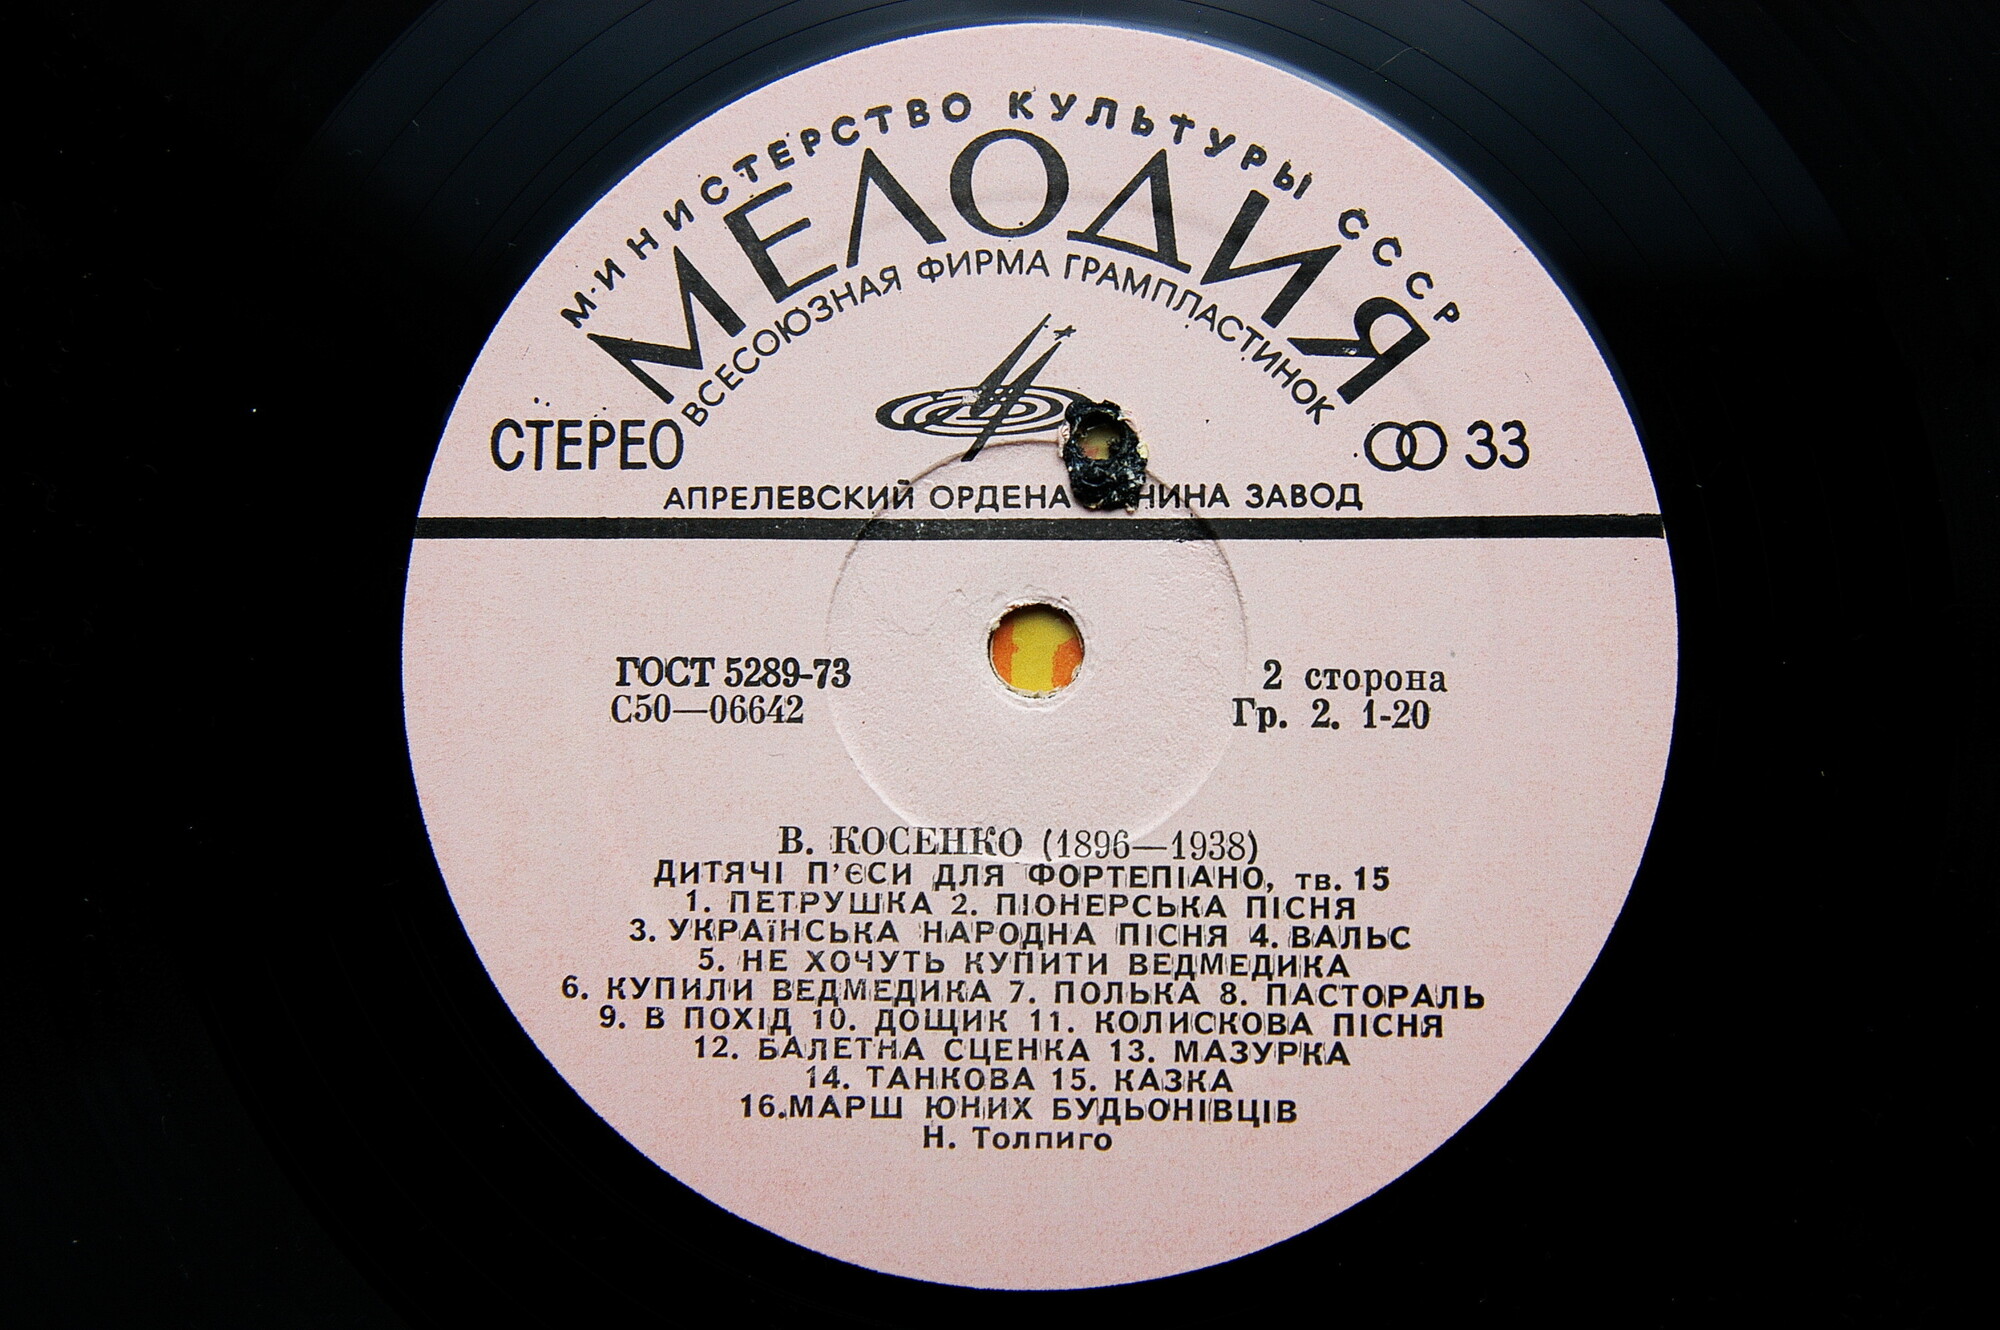 МИНИСТЕРСТВО КУЛЬТУРЫ СССР
МЕЛОДИЯ
ВСЕСОЮЗНАЯ ФИРМА ГРАМПЛАСТИНОК
СТЕРЕО
33
АПРЕЛЕВСКИЙ ОРДЕНА ЗАВОД
ГОСТ 5289-73
С50—06642
2 сторона
Гр. 2. 1-20
В. КОСЕНКО (1896—1938)
ДИТЯЧІ П'ЄСИ ДЛЯ ФОРТЕПІАНО, тв. 15
1. ПЕТРУШКА 2. ПІОНЕРСЬКА ПІСНЯ
3. УКРАЇНСЬКА НАРОДНА ПІСНЯ 4. ВАЛЬС
5. НЕ ХОЧУТЬ КУПИТИ ВЕДМЕДИКА
6. КУПИЛИ ВЕДМЕДИКА 7. ПОЛЬКА 8. ПАСТОРАЛЬ
9. В ПОХІД 10. ДОЩИК 11. КОЛИСКОВА ПІСНЯ
12. БАЛЕТНА СЦЕНКА 13. МАЗУРКА
14. ТАНКОВА 15. КАЗКА
16.МАРШ ЮНИХ БУДЬОНІВЦІВ
Н. Толпиго